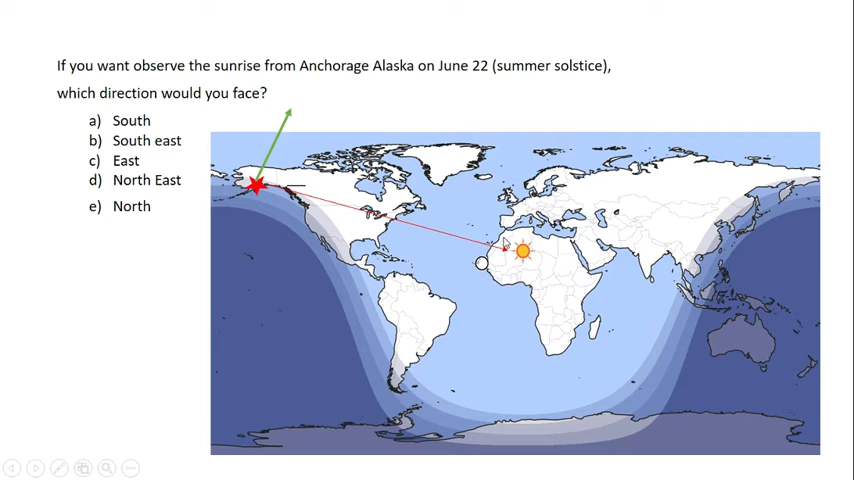 If you want observe the sunrise from Anchorage Alaska on June 22 (summer solstice),
which direction would you face?
a) South
b) South east
c) East
d) North East
e) North